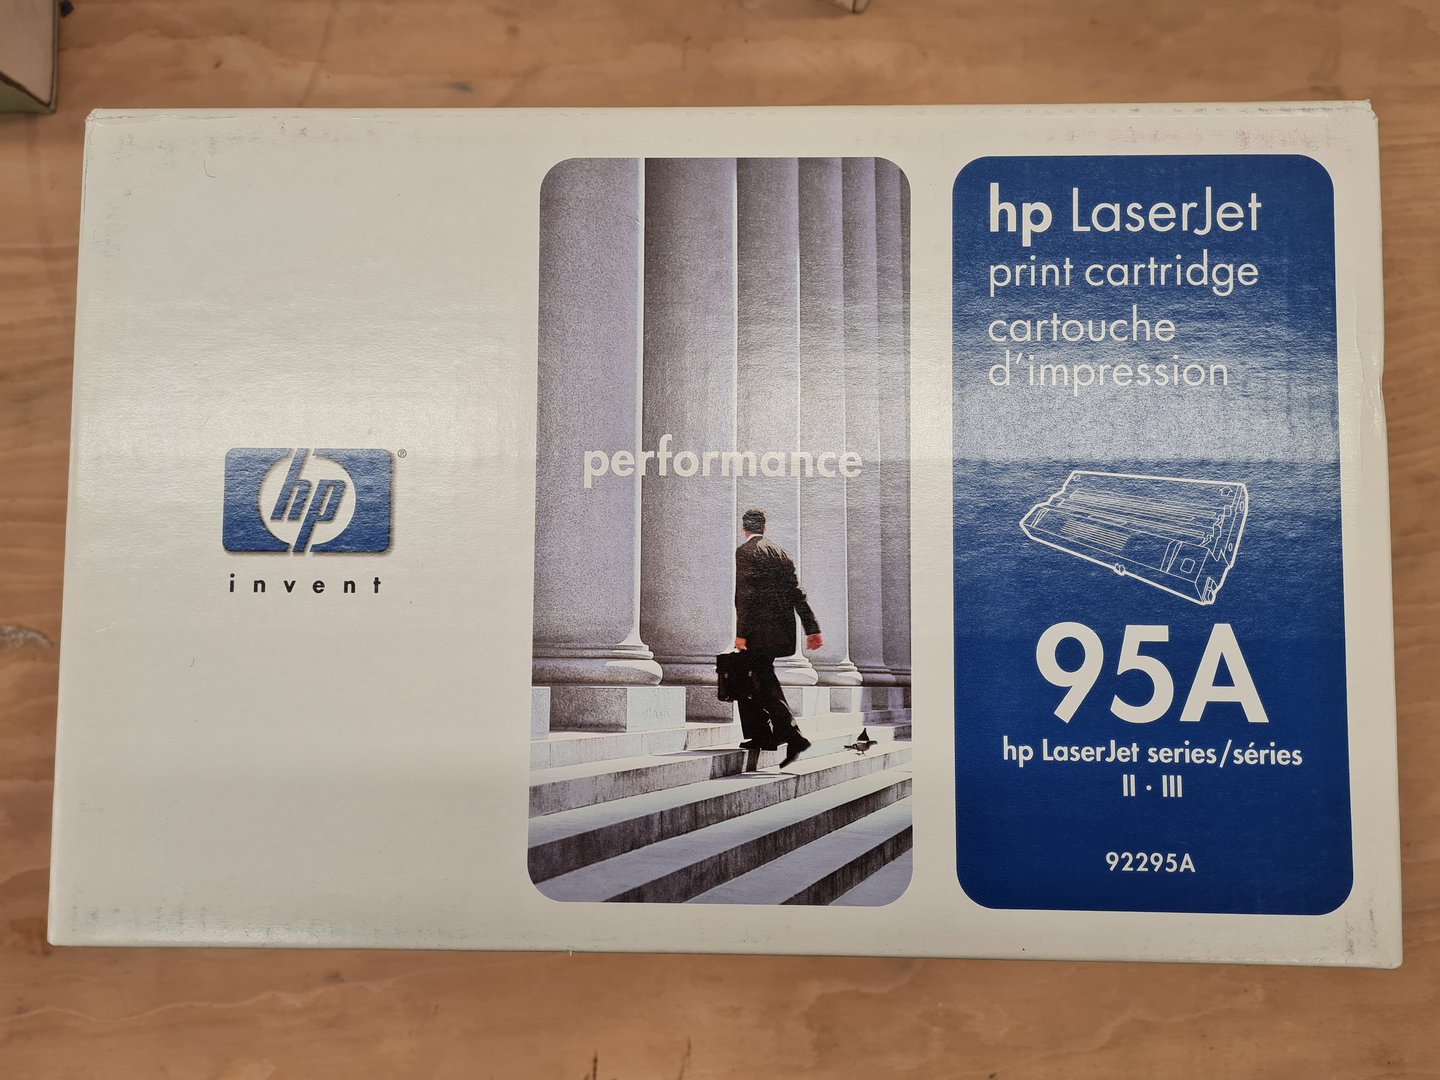 hp
®
invent
performance
hp LaserJet
print cartridge
cartouche
d'impression
95A
hp LaserJet series/séries
II · III
92295A